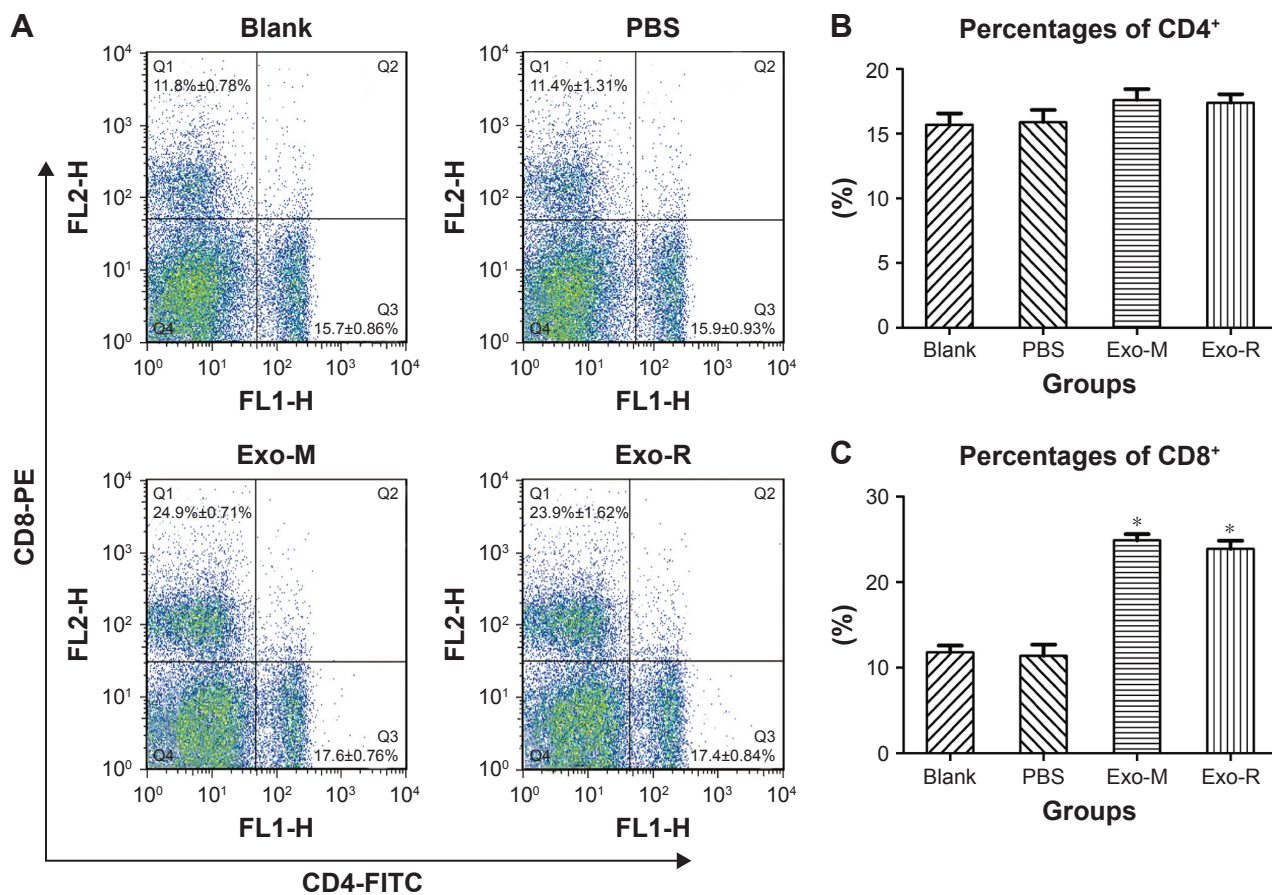 A
Blank
PBS
10⁴
10³
10²
10¹
10⁰
FL2-H
Q1
11.8%±0.78%
Q2
Q3
15.7±0.86%
Q4
10⁰ 10¹ 10² 10³ 10⁴
FL1-H
10⁴
10³
10²
10¹
10⁰
FL2-H
Q1
11.4%±1.31%
Q2
Q3
15.9±0.93%
Q4
10⁰ 10¹ 10² 10³ 10⁴
FL1-H
CD8-PE
Exo-M
Exo-R
10⁴
10³
10²
10¹
10⁰
FL2-H
Q1
24.9%±0.71%
Q2
Q3
17.6±0.76%
Q4
10⁰ 10¹ 10² 10³ 10⁴
FL1-H
10⁴
10³
10²
10¹
10⁰
FL2-H
Q1
23.9%±1.62%
Q2
Q3
17.4±0.84%
Q4
10⁰ 10¹ 10² 10³ 10⁴
FL1-H
CD4-FITC
B
Percentages of CD4⁺
20
15
10
5
0
(%)
Blank PBS Exo-M Exo-R
Groups
C
Percentages of CD8⁺
30
20
10
0
(%)
* *
Blank PBS Exo-M Exo-R
Groups